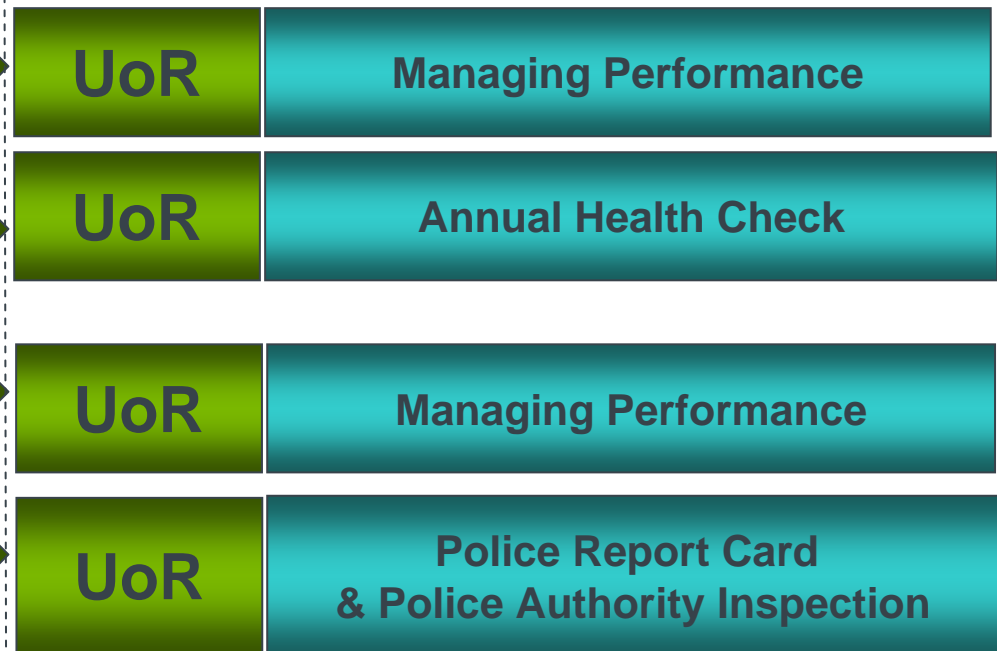 UoR Managing Performance
UoR Annual Health Check
UoR Managing Performance
UoR Police Report Card
& Police Authority Inspection